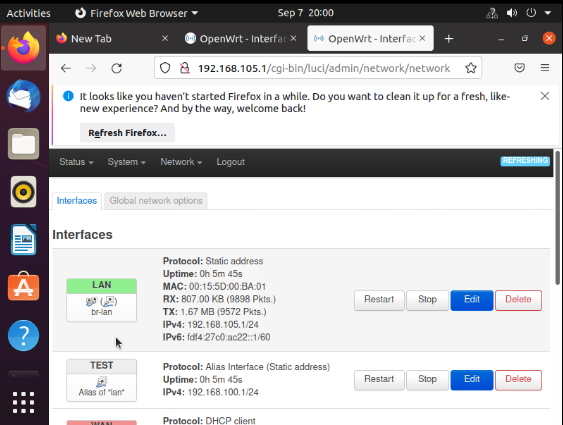 Activities
Firefox Web Browser
Sep 7 20:00
New Tab
OpenWrt - Interfac
OpenWrt - Interfac
192.168.105.1/cgi-bin/luci/admin/network/network
It looks like you haven't started Firefox in a while. Do you want to clean it up for a fresh, like-
new experience? And by the way, welcome back!
Refresh Firefox...
Status
System
Network
Logout
REFRESHING
Interfaces
Global network options
Interfaces
LAN
br-lan
Protocol: Static address
Uptime: 0h 5m 45s
MAC: 00:15:5D:00:BA:01
RX: 807.00 KB (9898 Pkts.)
TX: 1.67 MB (9572 Pkts.)
IPv4: 192.168.105.1/24
IPv6: fdf4:27c0:ac22::1/60
Restart
Stop
Edit
Delete
TEST
Alias of "lan"
Protocol: Alias Interface (Static address)
Uptime: 0h 5m 45s
IPv4: 192.168.100.1/24
Restart
Stop
Edit
Delete
WAN
Protocol: DHCP client